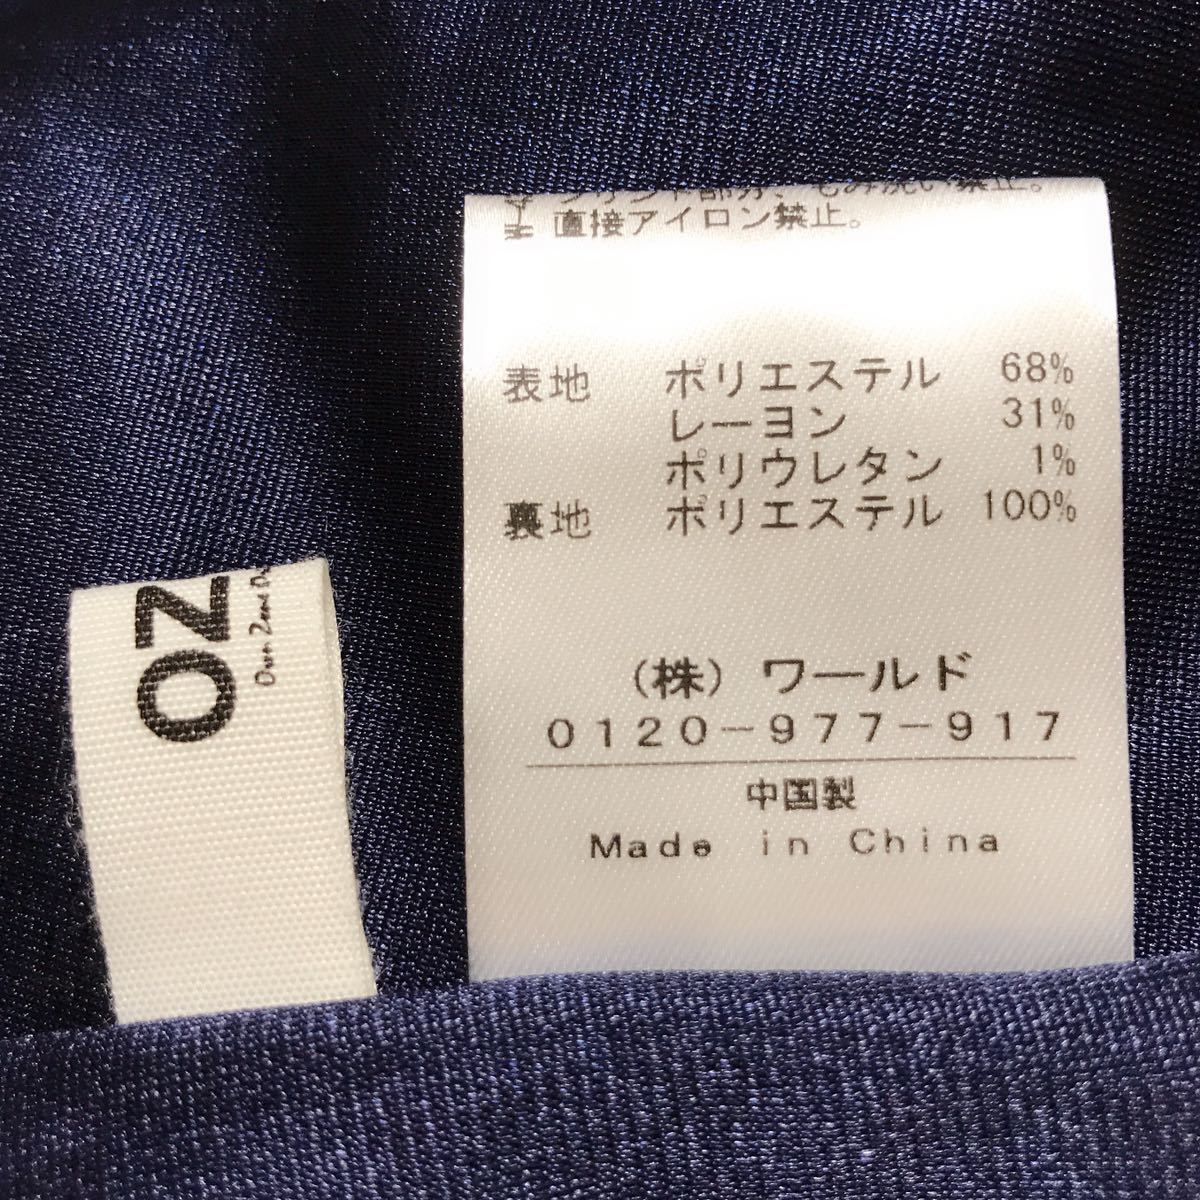 直接アイロン禁止。
表地 ポリエステル 68%
レーヨン 31%
ポリウレタン 1%
裏地 ポリエステル 100%
(株) ワールド
0120-977-917
中国製
Made in China
OZ
Own Zone